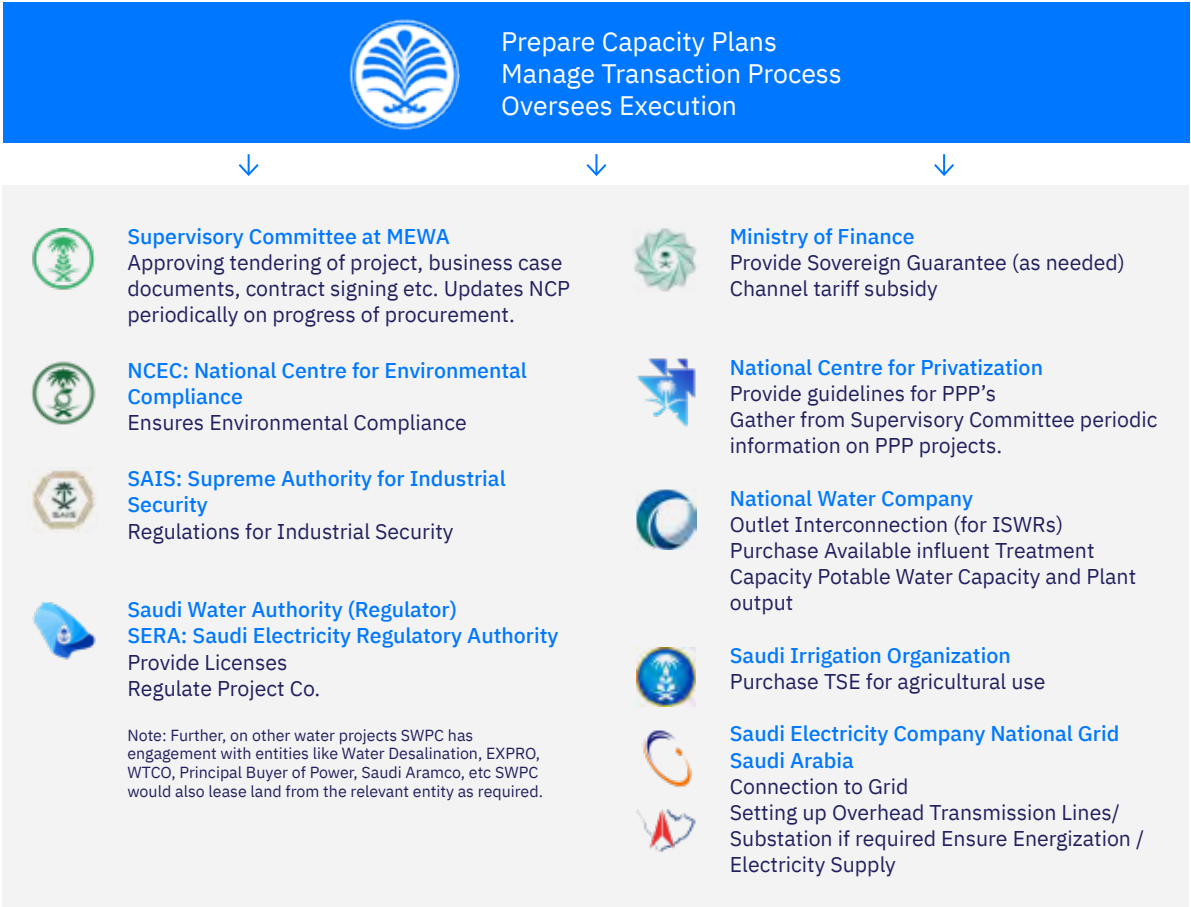 Prepare Capacity Plans
Manage Transaction Process
Oversees Execution
Supervisory Committee at MEWA
Approving tendering of project, business case
documents, contract signing etc. Updates NCP
periodically on progress of procurement.
NCEC: National Centre for Environmental
Compliance
Ensures Environmental Compliance
SAIS: Supreme Authority for Industrial
Security
Regulations for Industrial Security
SAIS
Saudi Water Authority (Regulator)
SERA: Saudi Electricity Regulatory Authority
Provide Licenses
Regulate Project Co.
Note: Further, on other water projects SWPC has
engagement with entities like Water Desalination, EXPRO,
WTCO, Principal Buyer of Power, Saudi Aramco, etc SWPC
would also lease land from the relevant entity as required.
Ministry of Finance
Provide Sovereign Guarantee (as needed)
Channel tariff subsidy
National Centre for Privatization
Provide guidelines for PPP’s
Gather from Supervisory Committee periodic
information on PPP projects.
National Water Company
Outlet Interconnection (for ISWRs)
Purchase Available influent Treatment
Capacity Potable Water Capacity and Plant
output
Saudi Irrigation Organization
Purchase TSE for agricultural use
Saudi Electricity Company National Grid
Saudi Arabia
Connection to Grid
Setting up Overhead Transmission Lines/
Substation if required Ensure Energization /
Electricity Supply